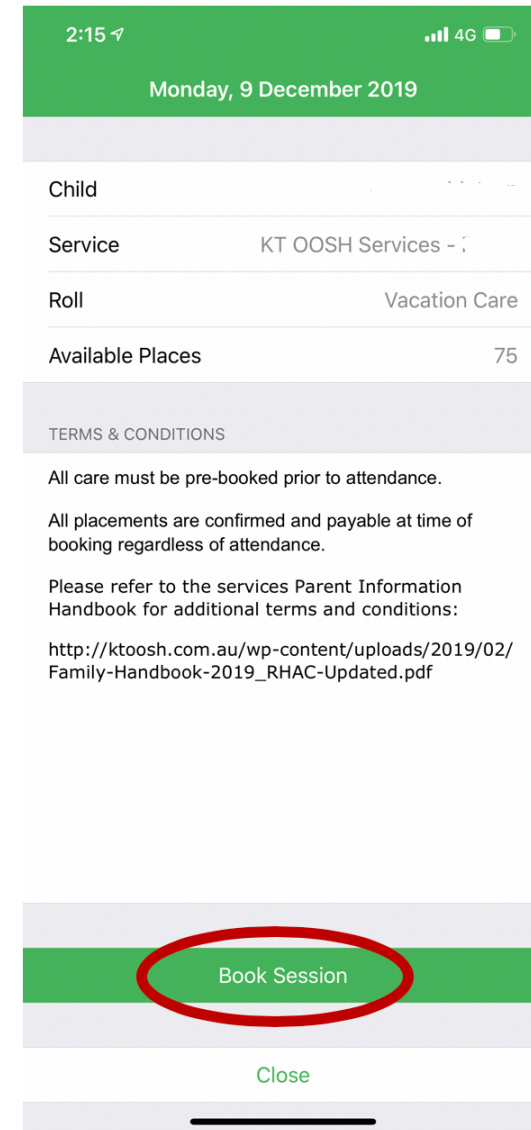 2:15 4G
Monday, 9 December 2019
Child
Service KT OOSH Services -
Roll Vacation Care
Available Places 75
TERMS & CONDITIONS
All care must be pre-booked prior to attendance.
All placements are confirmed and payable at time of
booking regardless of attendance.
Please refer to the services Parent Information
Handbook for additional terms and conditions:
http://ktoosh.com.au/wp-content/uploads/2019/02/
Family-Handbook-2019_RHAC-Updated.pdf
Book Session
Close